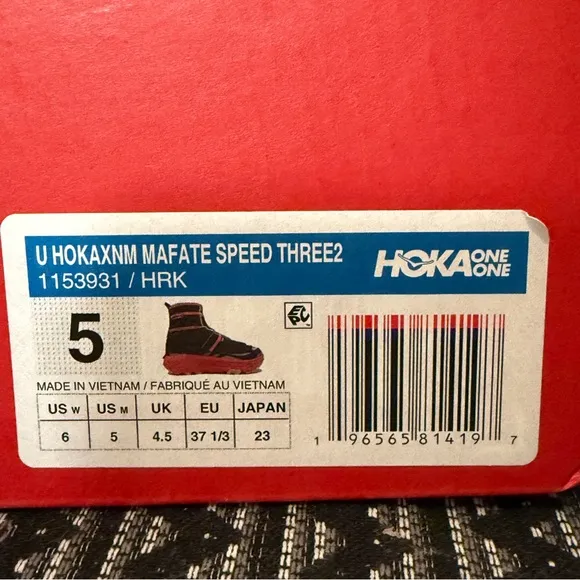 U HOKAXNM MAFATE SPEED THREE2
1153931 / HRK
HOKA ONE ONE
5
MADE IN VIETNAM / FABRIQUÉ AU VIETNAM
US W US M UK EU JAPAN
6 5 4.5 37 1/3 23
1 96565 81419 7